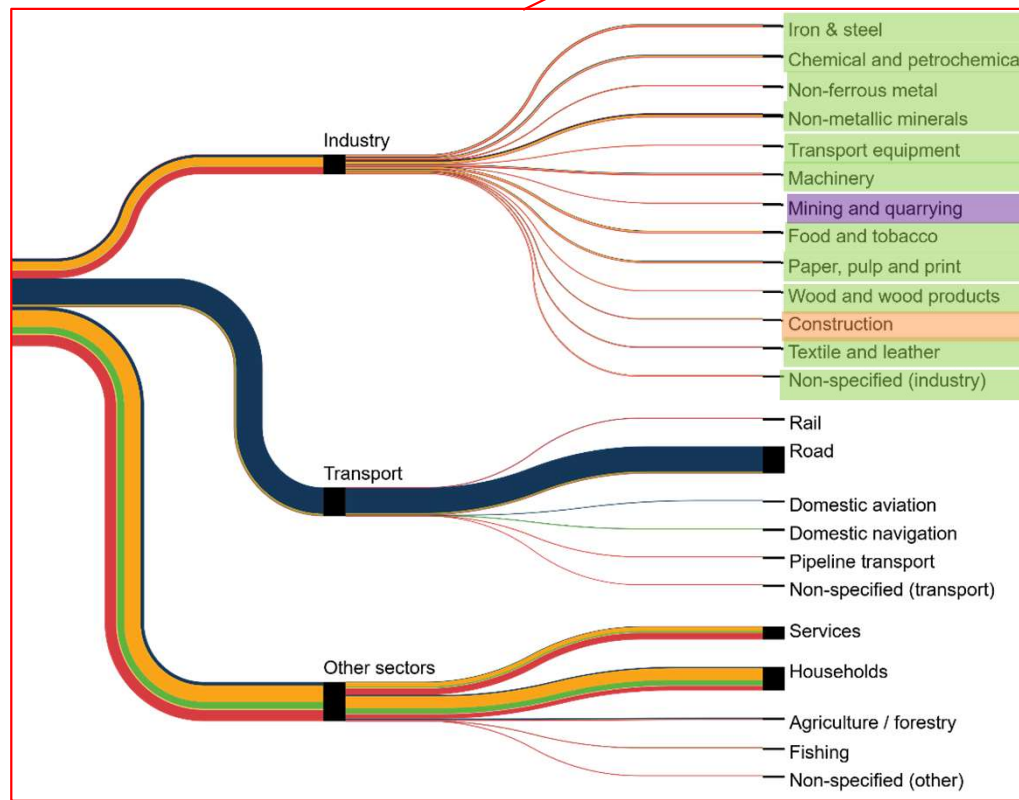 Iron & steel
Chemical and petrochemical
Non-ferrous metal
Industry
Non-metallic minerals
Transport equipment
Machinery
Mining and quarrying
Food and tobacco
Paper, pulp and print
Wood and wood products
Construction
Textile and leather
Non-specified (industry)
Rail
Road
Transport
Domestic aviation
Domestic navigation
Pipeline transport
Non-specified (transport)
Services
Other sectors
Households
Agriculture / forestry
Fishing
Non-specified (other)